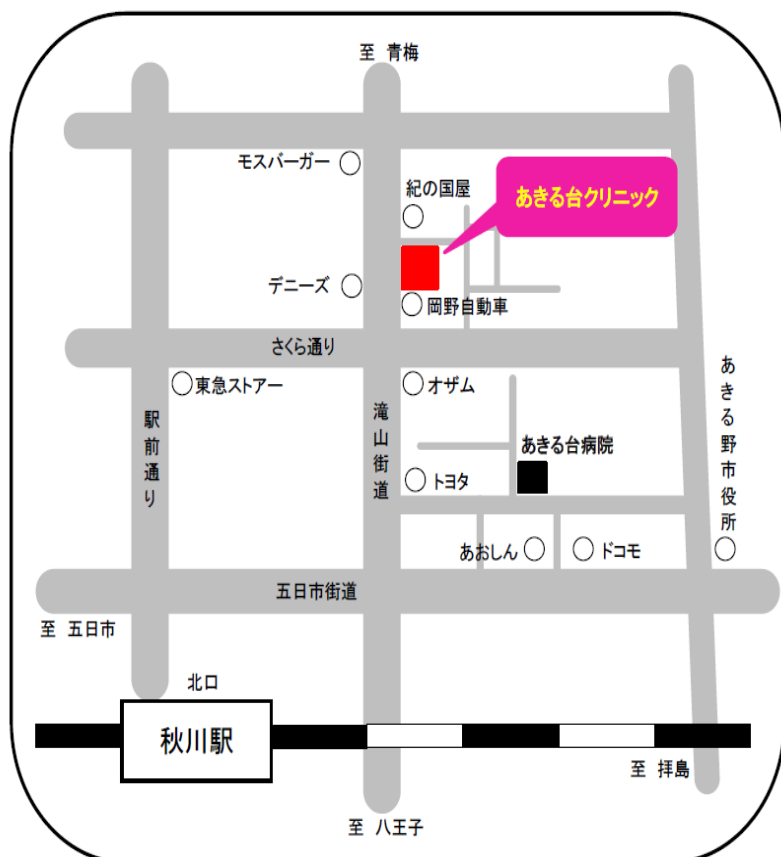 至 青梅
モスバーガー
紀の国屋
あきる台クリニック
デニーズ
岡野自動車
さくら通り
東急ストアー
オザム
駅前通り
滝山街道
あきる台病院
あきる野市役所
トヨタ
あおしん
ドコモ
五日市街道
至 五日市
北口
秋川駅
至 拝島
至 八王子